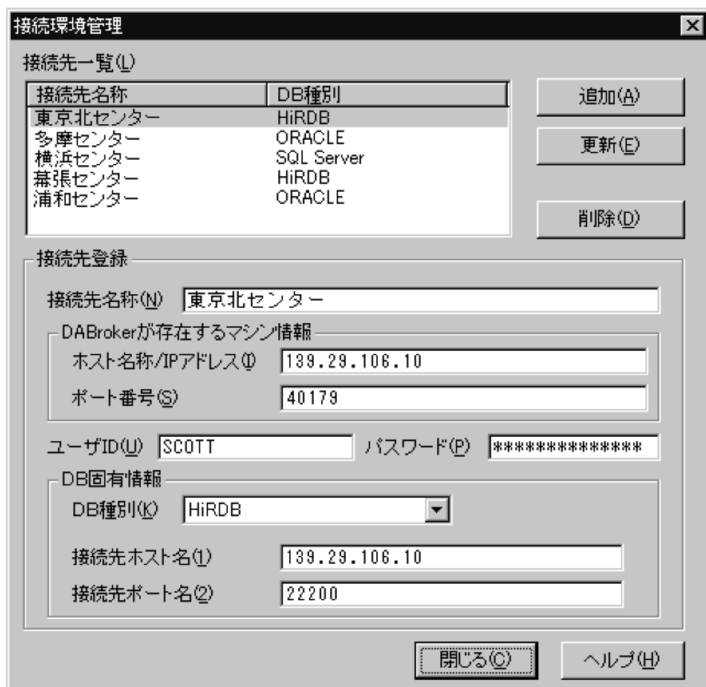 接続環境管理
接続先一覧(L)
接続先名称 DB種別
東京北センター HiRDB
多摩センター ORACLE
横浜センター SQL Server
幕張センター HiRDB
浦和センター ORACLE
追加(A)
更新(E)
削除(D)
接続先登録
接続先名称(N) 東京北センター
DABrokerが存在するマシン情報
ホスト名称/IPアドレス(I) 139.29.106.10
ポート番号(S) 40179
ユーザID(U) SCOTT パスワード(P) **************
DB固有情報
DB種別(K) HiRDB
接続先ホスト名(1) 139.29.106.10
接続先ポート名(2) 22200
閉じる(C) ヘルプ(H)